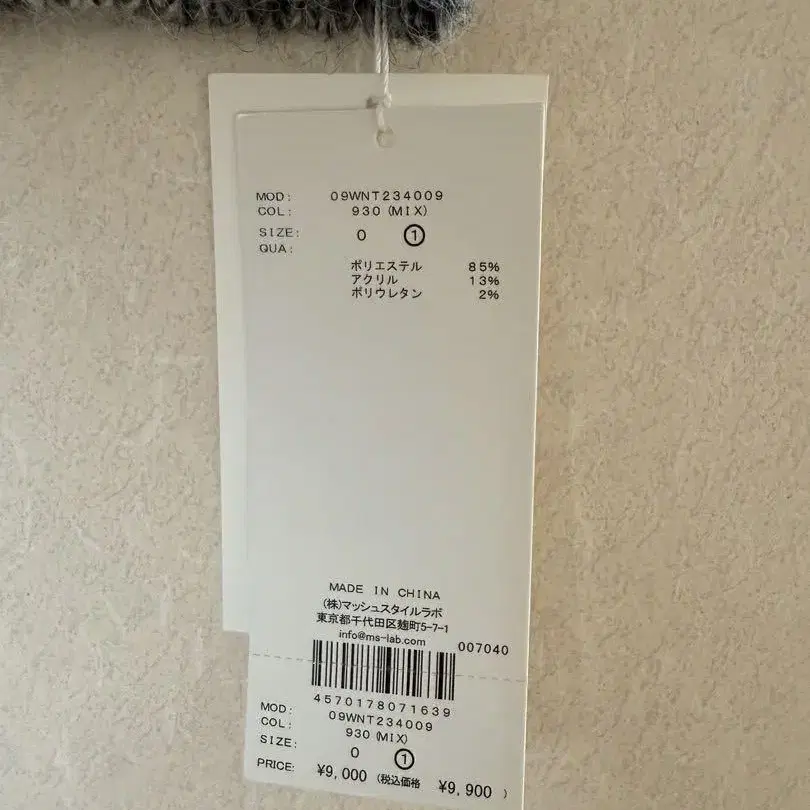 MOD: 09WNT234009
COL: 930 (MIX)
SIZE: 0 ①
QUA:
ポリエステル 85%
アクリル 13%
ポリウレタン 2%
MADE IN CHINA
(株)マッシュスタイルラボ
東京都千代田区麹町5-7-1
info@ms-lab.com
007040
4570178071639
MOD: 09WNT234009
COL: 930 (MIX)
SIZE: 0 ①
PRICE: ¥9,000 (税込価格 ¥9,900 )